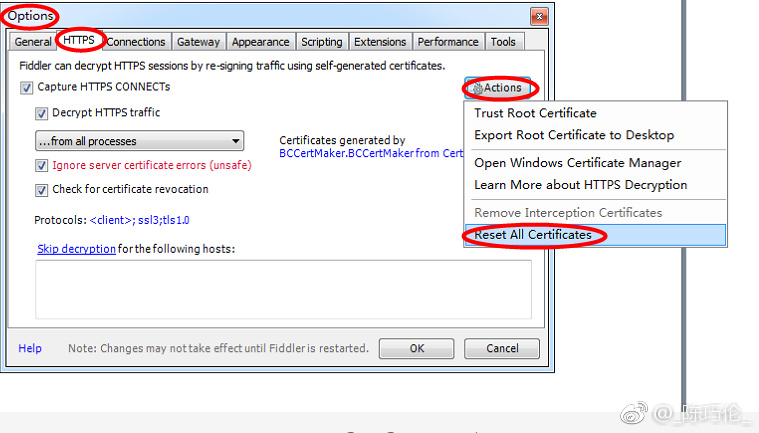 Options
General HTTPS Connections Gateway Appearance Scripting Extensions Performance Tools
Fiddler can decrypt HTTPS sessions by re-signing traffic using self-generated certificates.
Capture HTTPS CONNECTs
Actions
Decrypt HTTPS traffic
...from all processes
Certificates generated by
BCCertMaker.BCCertMaker from Cert
Ignore server certificate errors (unsafe)
Check for certificate revocation
Protocols: <client>; ssl3;tls1.0
Skip decryption for the following hosts:
Trust Root Certificate
Export Root Certificate to Desktop
Open Windows Certificate Manager
Learn More about HTTPS Decryption
Remove Interception Certificates
Reset All Certificates
Help Note: Changes may not take effect until Fiddler is restarted. OK Cancel
@_陈巧伦_